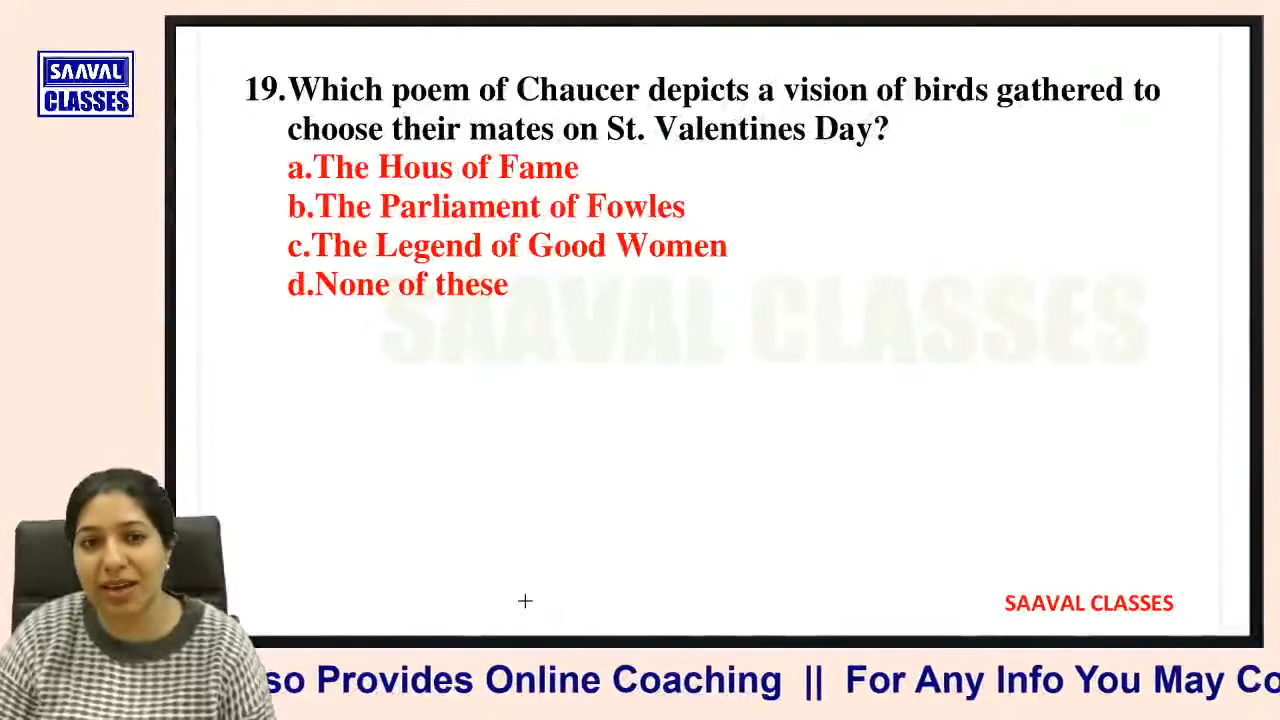 SAAVAL
CLASSES
19.Which poem of Chaucer depicts a vision of birds gathered to
choose their mates on St. Valentines Day?
a.The Hous of Fame
b.The Parliament of Fowles
c.The Legend of Good Women
d.None of these
SAAVAL CLASSES
SAAVAL CLASSES
so Provides Online Coaching || For Any Info You May Co